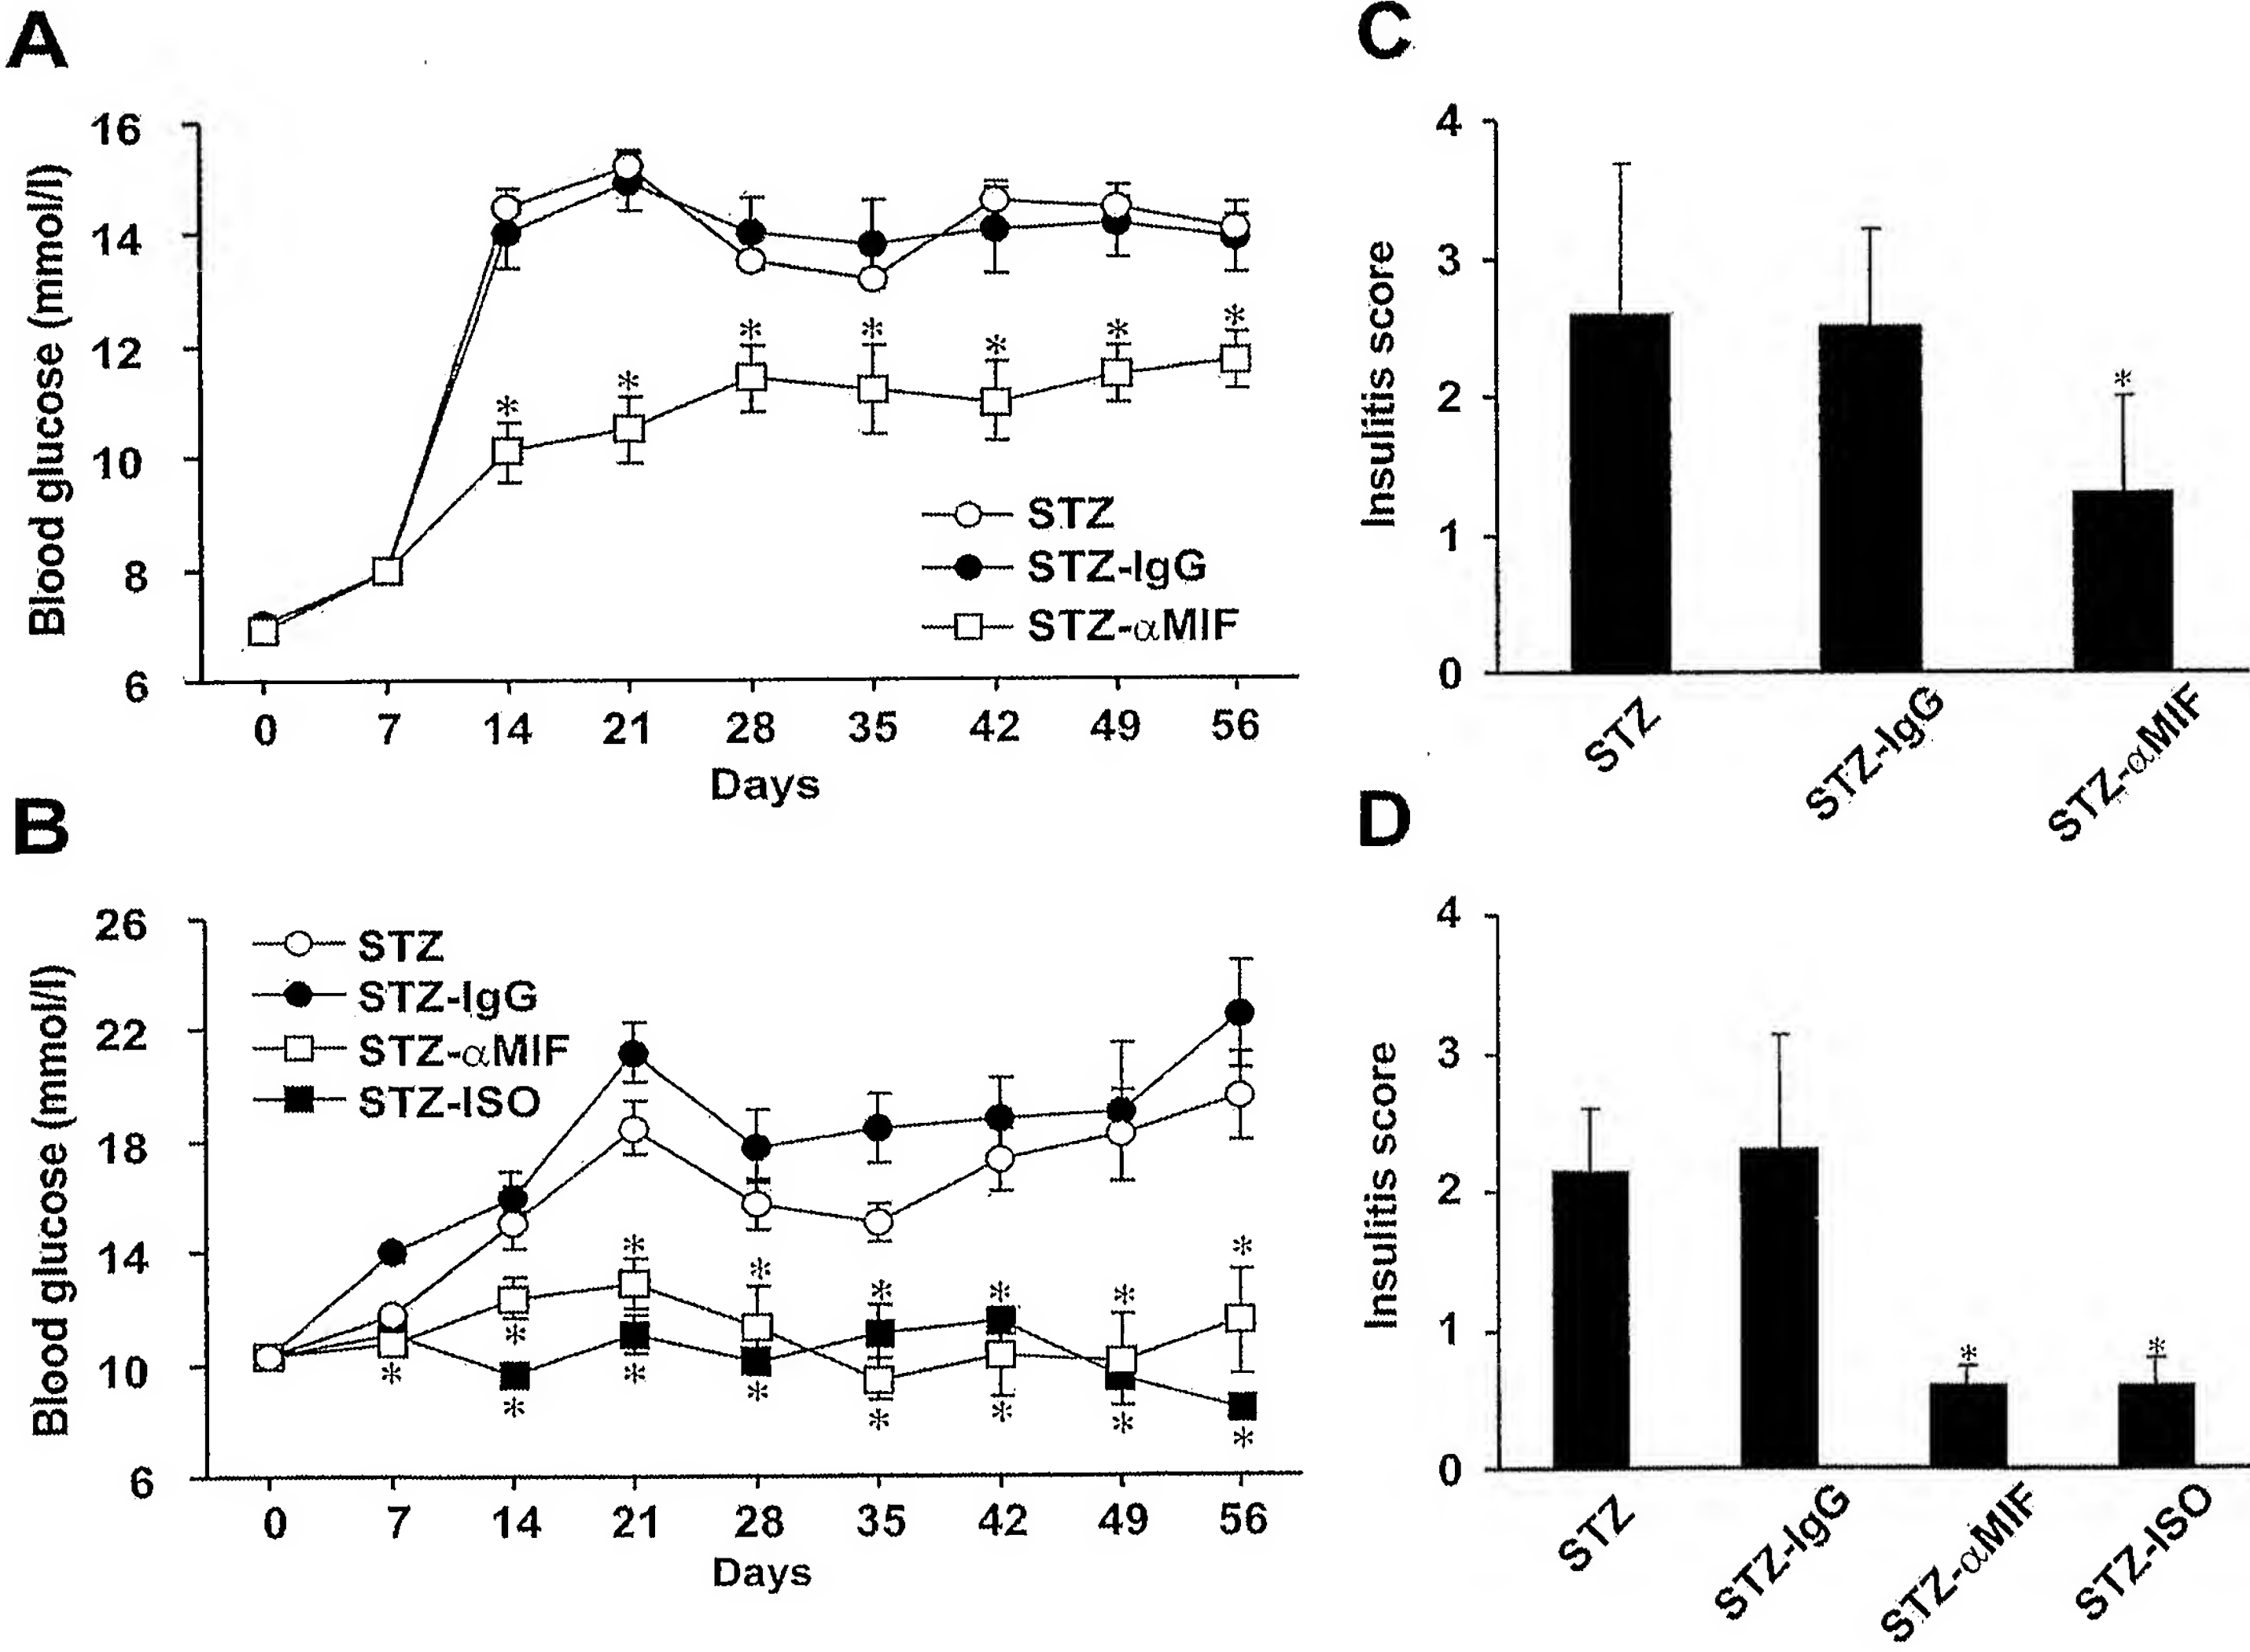 A
16
14
12
10
8
6
Blood glucose (mmol/l)
* * * * * * *
STZ
STZ-IgG
STZ-αMIF
0 7 14 21 28 35 42 49 56
Days
B
26
22
18
14
10
6
Blood glucose (mmol/l)
STZ
STZ-IgG
STZ-αMIF
STZ-ISO
* * * * * *
* * * * * * * * *
0 7 14 21 28 35 42 49 56
Days
C
4
3
2
1
0
Insulitis score
*
STZ
STZ-IgG
STZ-αMIF
D
4
3
2
1
0
Insulitis score
* *
STZ
STZ-IgG
STZ-αMIF
STZ-ISO